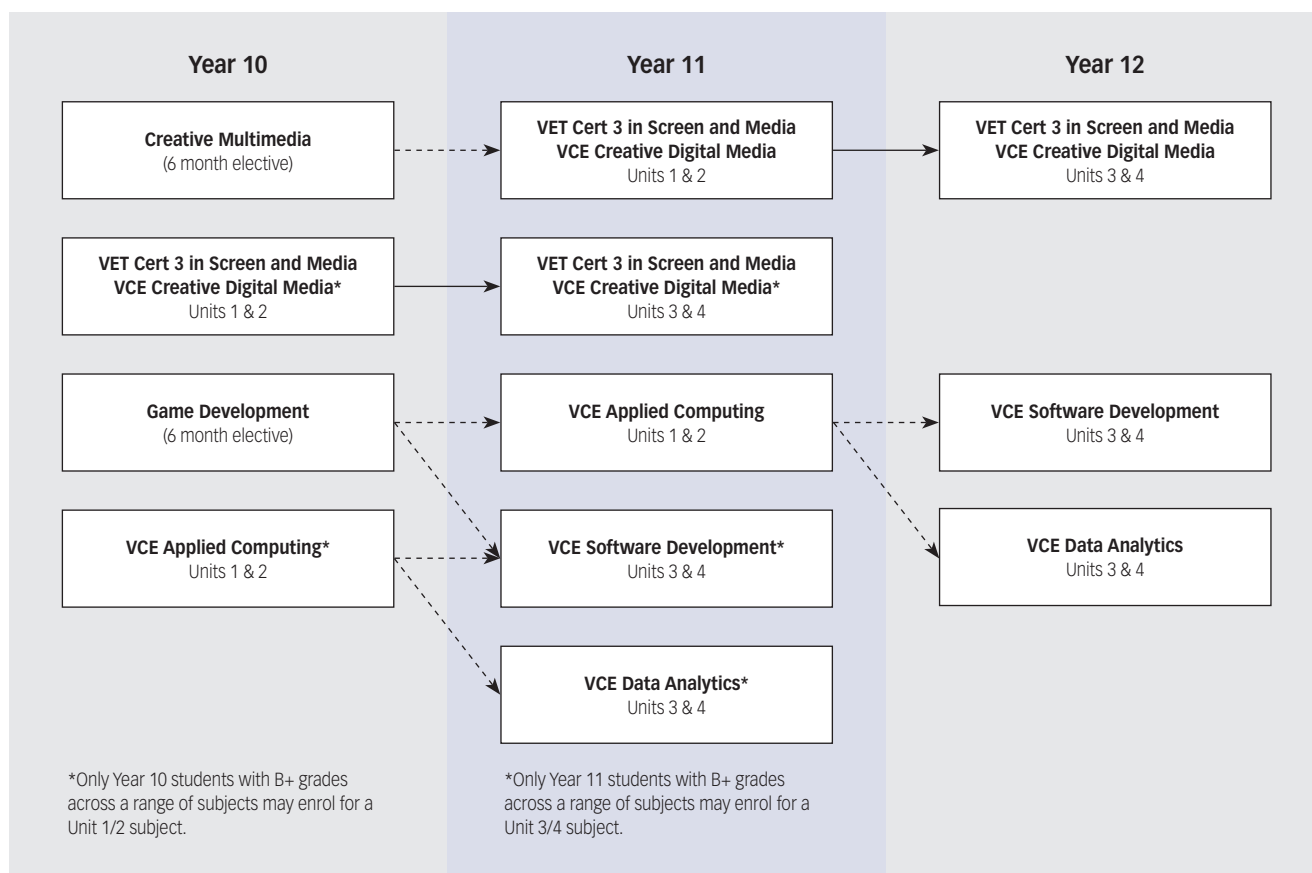 Year 10
Creative Multimedia
(6 month elective)
VET Cert 3 in Screen and Media
VCE Creative Digital Media*
Units 1 & 2
Game Development
(6 month elective)
VCE Applied Computing*
Units 1 & 2
*Only Year 10 students with B+ grades
across a range of subjects may enrol for a
Unit 1/2 subject.
Year 11
VET Cert 3 in Screen and Media
VCE Creative Digital Media
Units 1 & 2
VET Cert 3 in Screen and Media
VCE Creative Digital Media*
Units 3 & 4
VCE Applied Computing
Units 1 & 2
VCE Software Development*
Units 3 & 4
VCE Data Analytics*
Units 3 & 4
*Only Year 11 students with B+ grades
across a range of subjects may enrol for a
Unit 3/4 subject.
Year 12
VET Cert 3 in Screen and Media
VCE Creative Digital Media
Units 3 & 4
VCE Software Development
Units 3 & 4
VCE Data Analytics
Units 3 & 4